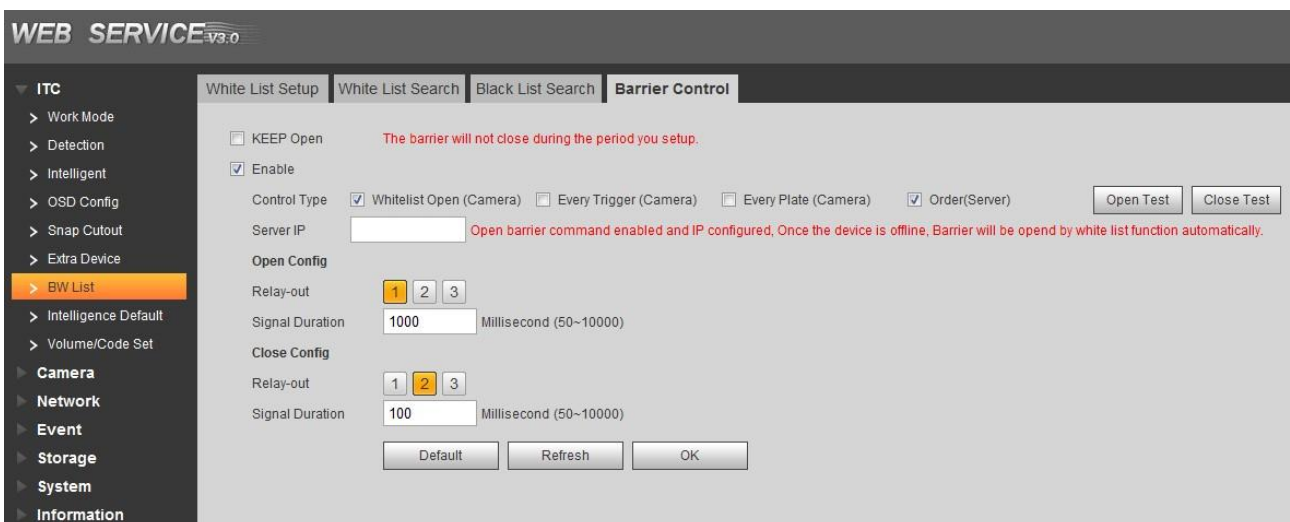 WEB SERVICE V3.0
ITC
Work Mode
Detection
Intelligent
OSD Config
Snap Cutout
Extra Device
BW List
Intelligence Default
Volume/Code Set
Camera
Network
Event
Storage
System
Information
White List Setup White List Search Black List Search Barrier Control
KEEP Open The barrier will not close during the period you setup.
Enable
Control Type Whitelist Open (Camera) Every Trigger (Camera) Every Plate (Camera) Order(Server) Open Test Close Test
Server IP Open barrier command enabled and IP configured, Once the device is offline, Barrier will be opend by white list function automatically.
Open Config
Relay-out 1 2 3
Signal Duration 1000 Millisecond (50~10000)
Close Config
Relay-out 1 2 3
Signal Duration 100 Millisecond (50~10000)
Default Refresh OK